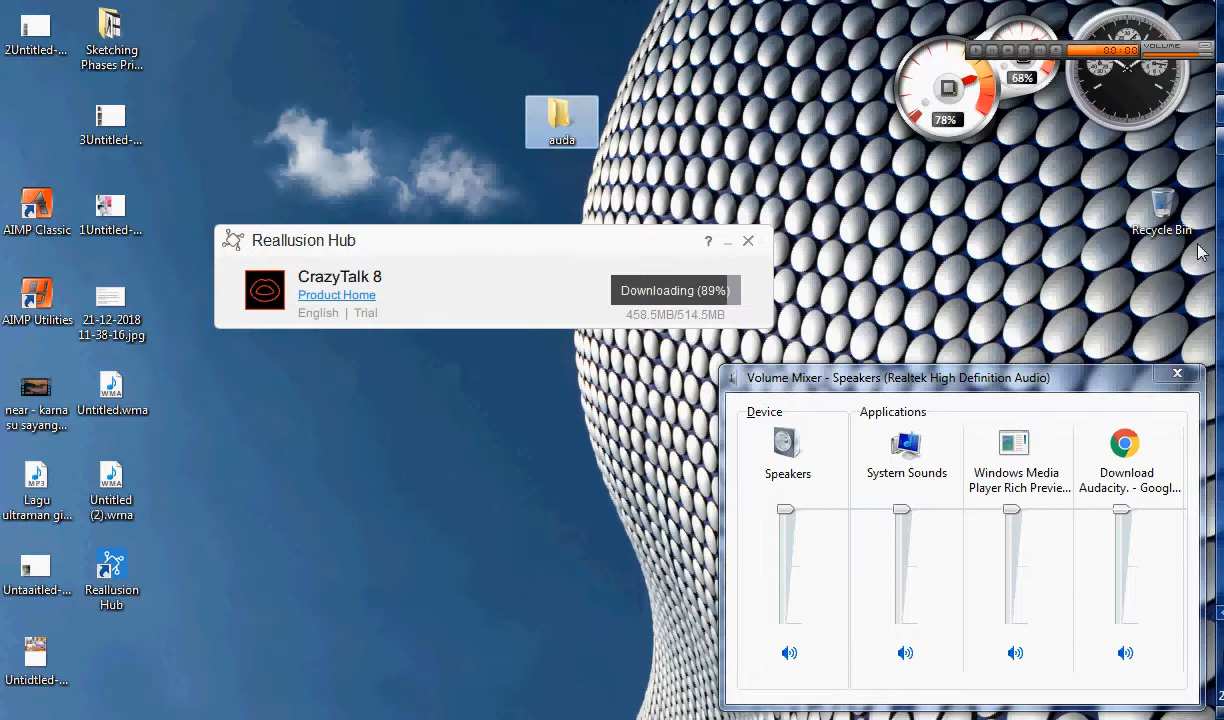 2Untitled-...
Sketching
Phases Pri...
3Untitled-...
AIMP Classic
1Untitled-...
AIMP Utilities
21-12-2018
11-38-16.jpg
near - karna
su sayang...
Untitled.wma
Lagu
ultraman gi...
Untitled
(2).wma
Untaaitled-...
Reallusion
Hub
Untidtled-...
auda
00:00
VOLUME
68%
78%
Recycle Bin
Reallusion Hub
?
CrazyTalk 8
Product Home
English | Trial
Downloading (89%)
458.5MB/514.5MB
Volume Mixer - Speakers (Realtek High Definition Audio)
Device
Applications
Speakers
System Sounds
Windows Media
Player Rich Previe...
Download
Audacity. - Googl...